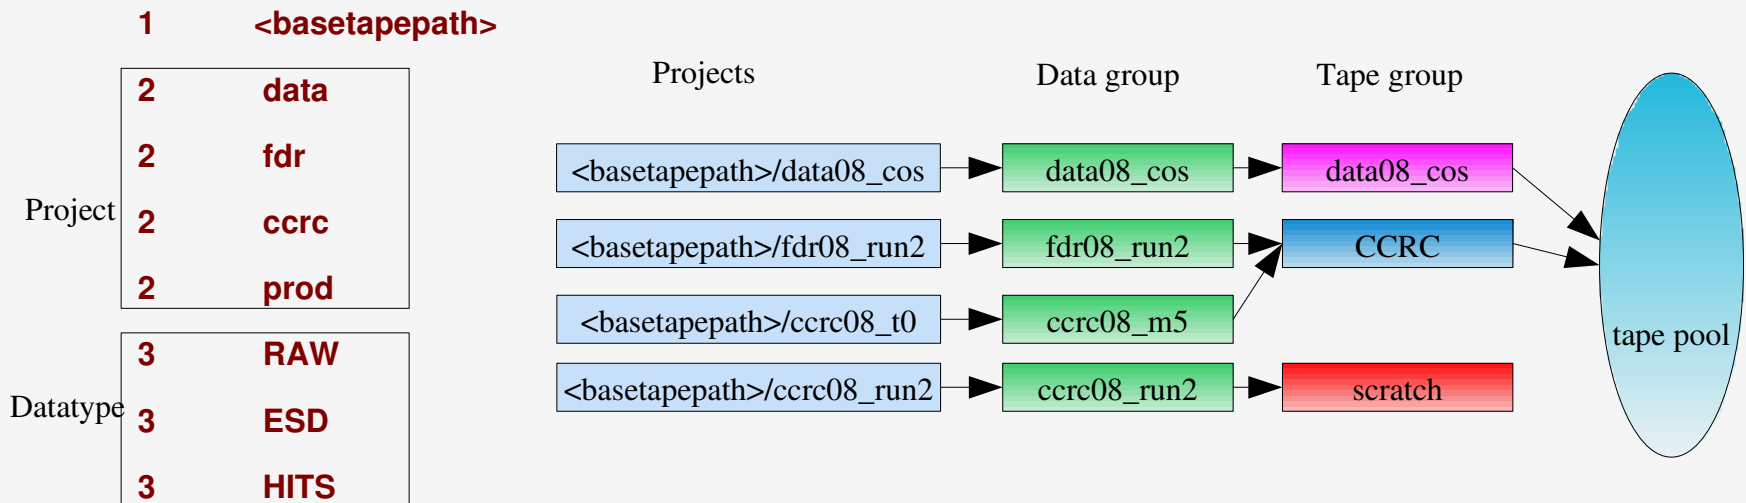 1 <basetapepath>
Project
2 data
2 fdr
2 ccrc
2 prod
Datatype
3 RAW
3 ESD
3 HITS
Projects Data group Tape group
<basetapepath>/data08_cos data08_cos data08_cos
<basetapepath>/fdr08_run2 fdr08_run2 CCRC
<basetapepath>/ccrc08_t0 ccrc08_m5
<basetapepath>/ccrc08_run2 ccrc08_run2 scratch
tape pool